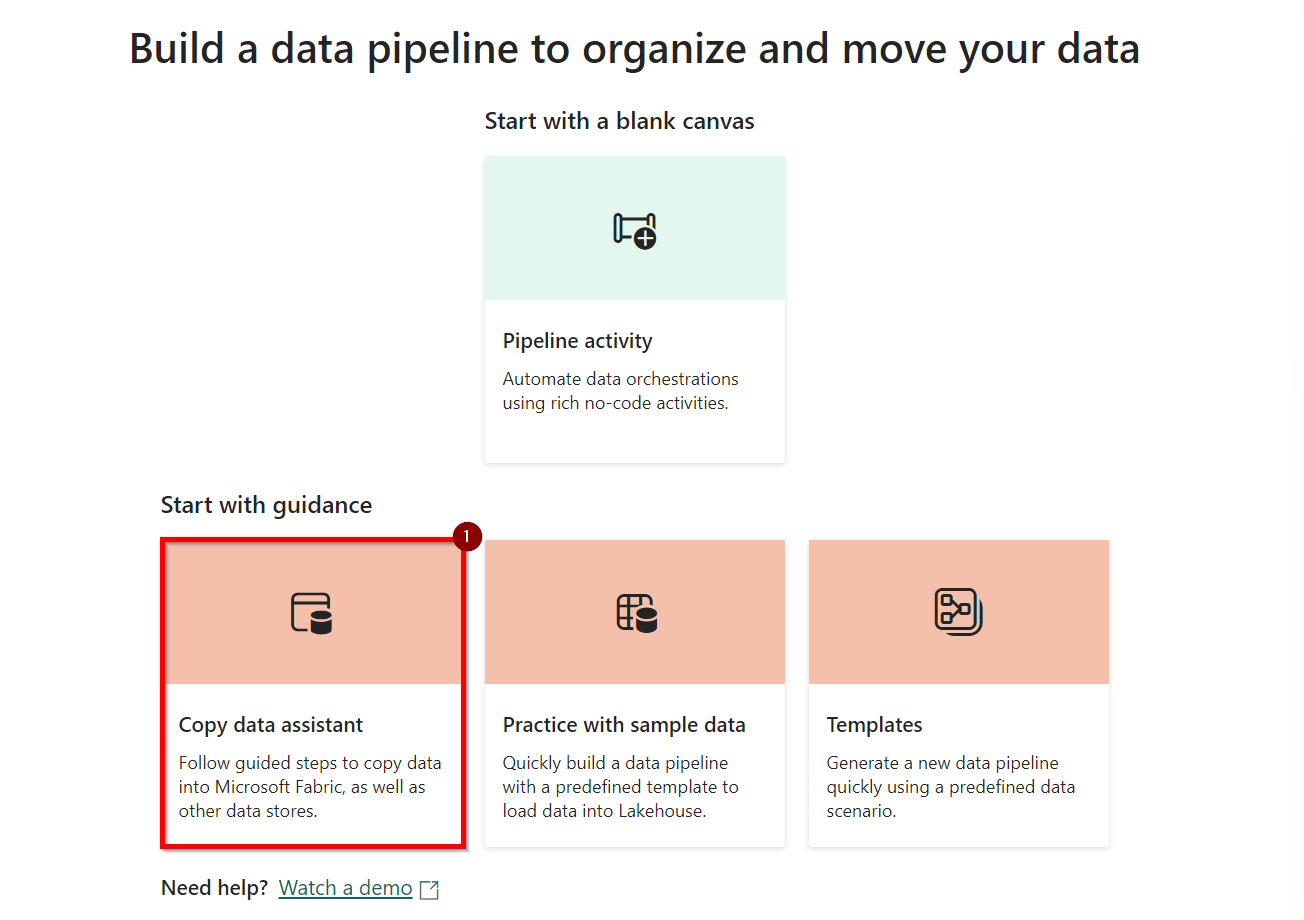 Build a data pipeline to organize and move your data
Start with a blank canvas
Pipeline activity
Automate data orchestrations
using rich no-code activities.
Start with guidance
1
Copy data assistant
Follow guided steps to copy data
into Microsoft Fabric, as well as
other data stores.
Practice with sample data
Quickly build a data pipeline
with a predefined template to
load data into Lakehouse.
Templates
Generate a new data pipeline
quickly using a predefined data
scenario.
Need help? Watch a demo